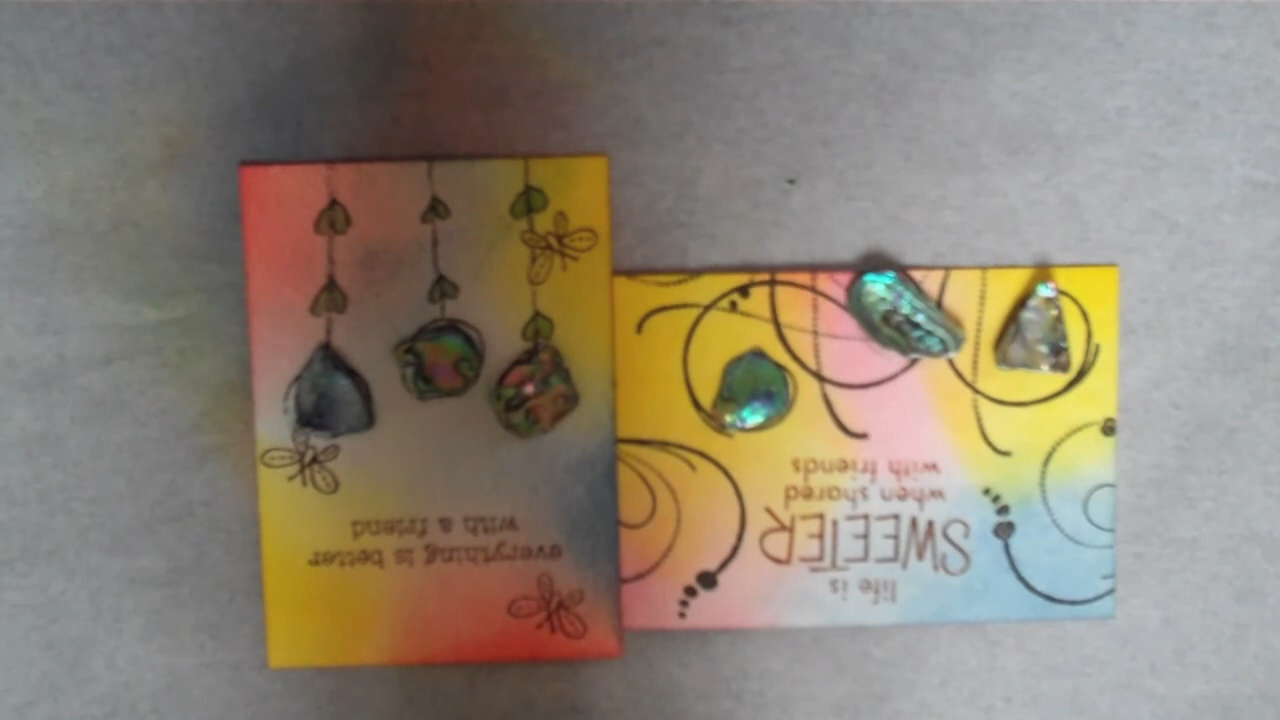 everything is better
with a friend
life is
SWEETER
when shared
with friends